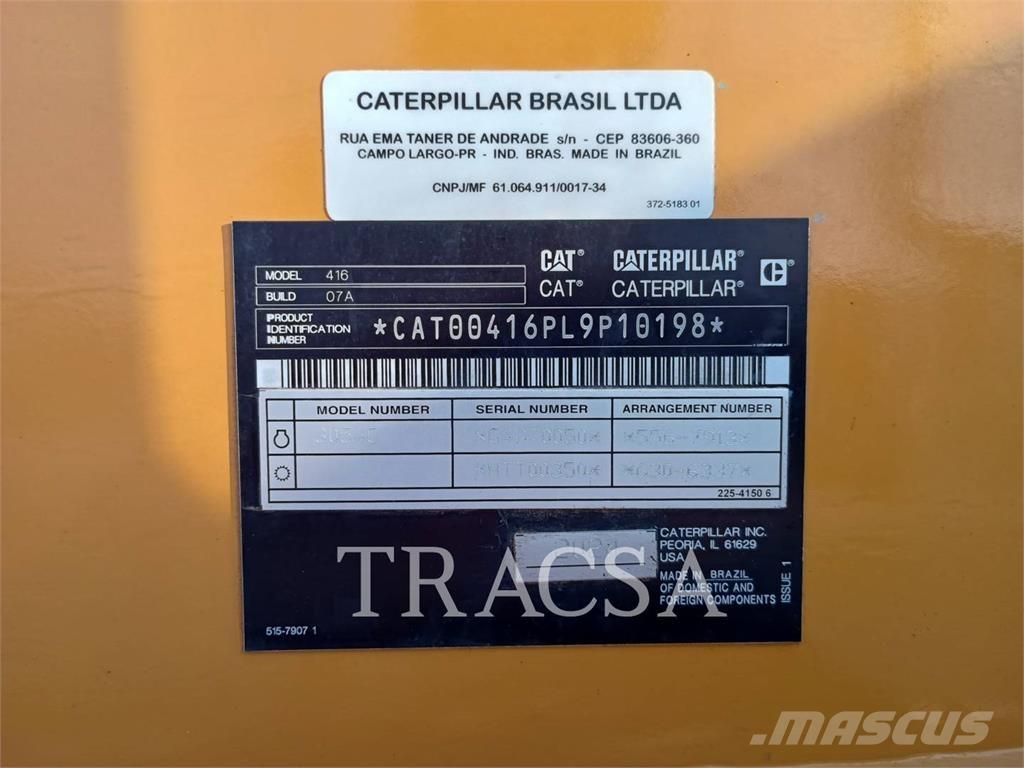 CATERPILLAR BRASIL LTDA
RUA EMA TANER DE ANDRADE s/n - CEP 83606-360
CAMPO LARGO-PR - IND. BRAS. MADE IN BRAZIL
CNPJ/MF 61.064.911/0017-34
372-5183 01
CAT® CATERPILLAR®
CAT® CATERPILLAR®
MODEL 416
BUILD 07A
PRODUCT IDENTIFICATION NUMBER *CAT00416PL9P10198*
MODEL NUMBER SERIAL NUMBER ARRANGEMENT NUMBER
225-4150 6
CATERPILLAR INC.
PEORIA, IL 61629
USA
MADE IN BRAZIL
OF DOMESTIC AND
FOREIGN COMPONENTS
ISSUE 1
515-7907 1
TRACSA
MASCUS